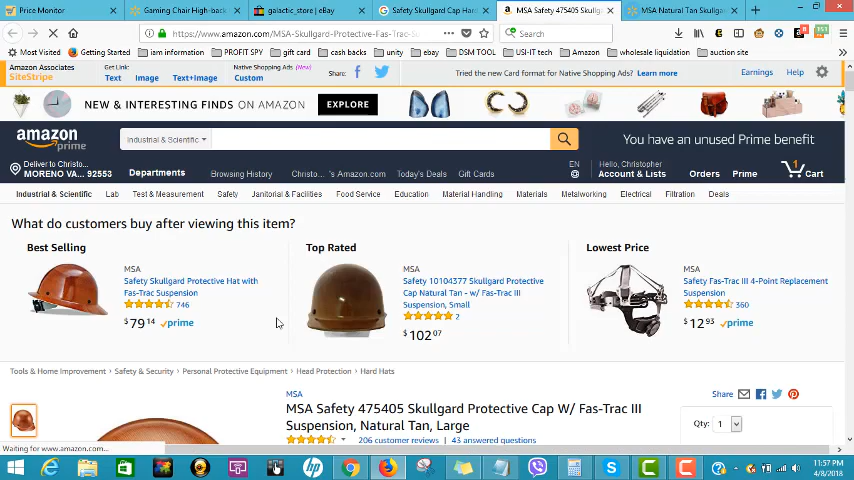 Price Monitor
Gaming Chair High-back
galactic_store | eBay
Safety Skullgard Cap Hard
MSA Safety 475405 Skullg
MSA Natural Tan Skullga
https://www.amazon.com/MSA-Skullgard-Protective-Fas-Trac-S
Search
151
Most Visited
Getting Started
iam information
PROFIT SPY
gift card
cash backs
unity
ebay
DSM TOOL
USI-IT tech
Amazon
wholesale liquidation
auction site
Amazon Associates
SiteStripe
Get Link:
Text
Image
Text+Image
Native Shopping Ads (New)
Custom
Share:
Tried the new Card format for Native Shopping Ads? Learn more
Earnings
Help
NEW & INTERESTING FINDS ON AMAZON
EXPLORE
amazon
prime
Industrial & Scientific
You have an unused Prime benefit
Deliver to Christo...
MORENO VA... 92553
Departments
Browsing History
Christo...'s Amazon.com
Today's Deals
Gift Cards
EN
Hello, Christopher
Account & Lists
Orders
Prime
1
Cart
Industrial & Scientific
Lab
Test & Measurement
Safety
Janitorial & Facilities
Food Service
Education
Material Handling
Materials
Metalworking
Electrical
Filtration
Deals
What do customers buy after viewing this item?
Best Selling
MSA
Safety Skullgard Protective Hat with
Fas-Trac Suspension
746
$79 14 prime
Top Rated
MSA
Safety 10104377 Skullgard Protective
Cap Natural Tan - w/ Fas-Trac III
Suspension, Small
2
$102 07
Lowest Price
MSA
Safety Fas-Trac III 4-Point Replacement
Suspension
360
$12 93 prime
Tools & Home Improvement › Safety & Security › Personal Protective Equipment › Head Protection › Hard Hats
MSA
MSA Safety 475405 Skullgard Protective Cap W/ Fas-Trac III
Suspension, Natural Tan, Large
206 customer reviews | 43 answered questions
Share
Qty: 1
Waiting for www.amazon.com...
11:57 PM
4/8/2018